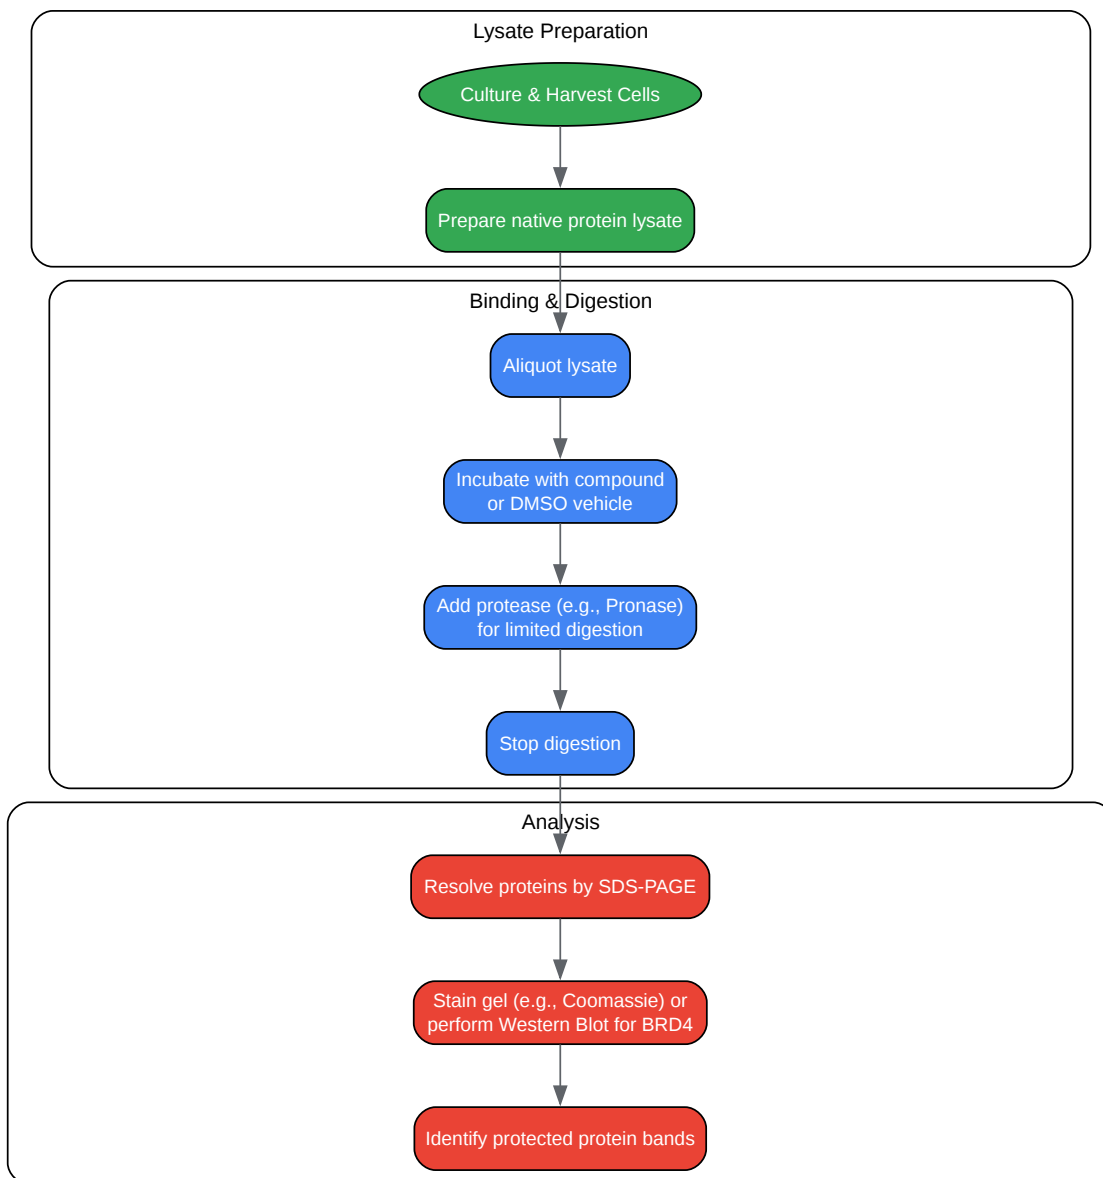 Lysate Preparation
Culture & Harvest Cells
Prepare native protein lysate
Binding & Digestion
Aliquot lysate
Incubate with compound
or DMSO vehicle
Add protease (e.g., Pronase)
for limited digestion
Stop digestion
Analysis
Resolve proteins by SDS-PAGE
Stain gel (e.g., Coomassie) or
perform Western Blot for BRD4
Identify protected protein bands